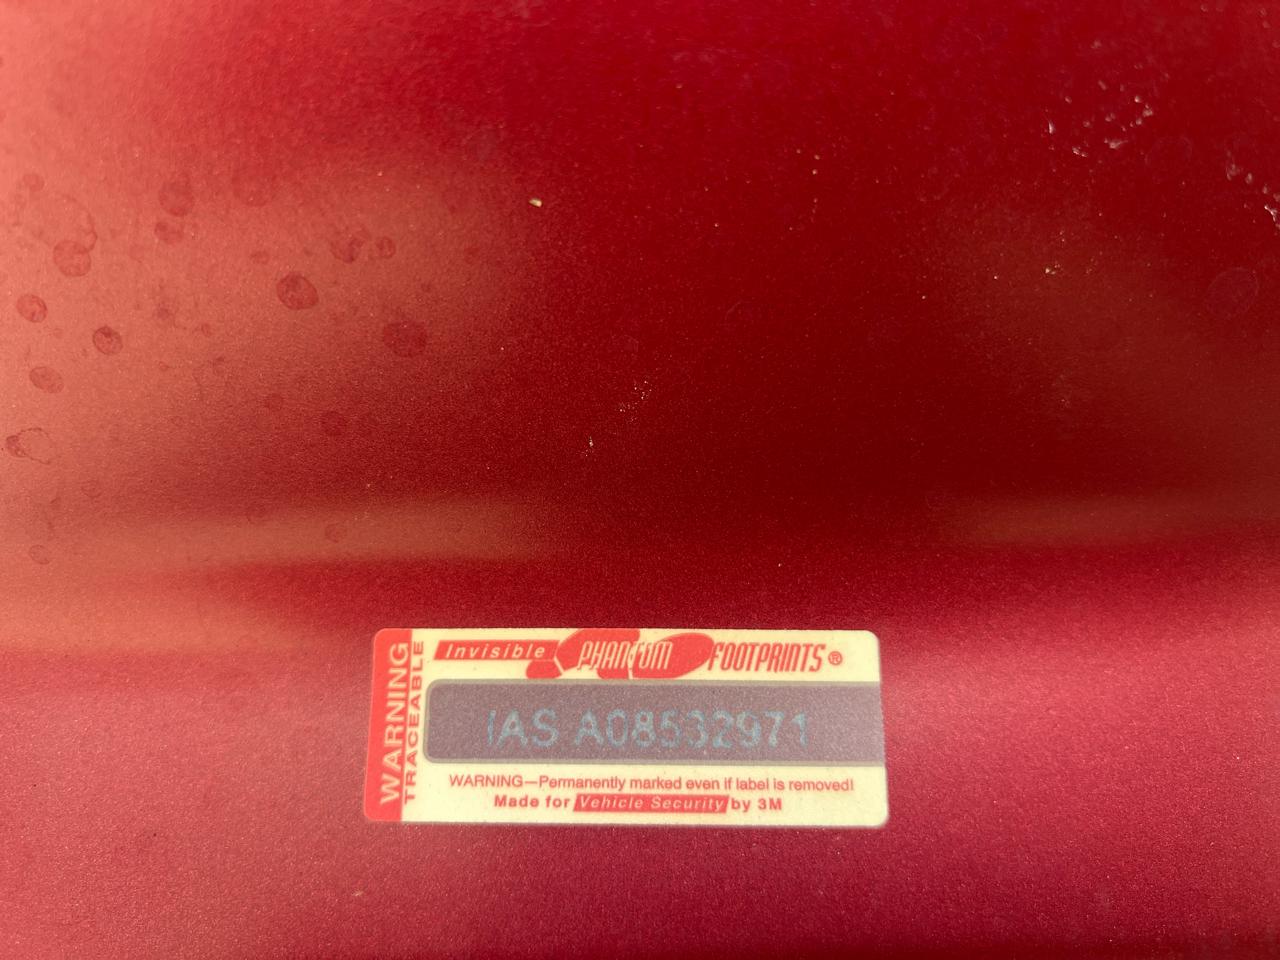 WARNING
TRACEABLE
Invisible PHANTOM FOOTPRINTS®
IAS A08532971
WARNING—Permanently marked even if label is removed!
Made for Vehicle Security by 3M